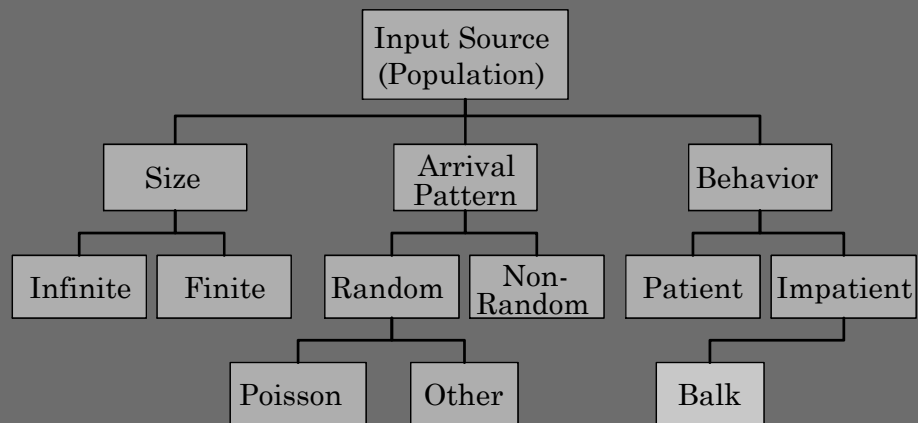 Input Source
(Population)
Size
Arrival
Pattern
Behavior
Infinite
Finite
Random
Non-
Random
Patient
Impatient
Poisson
Other
Balk